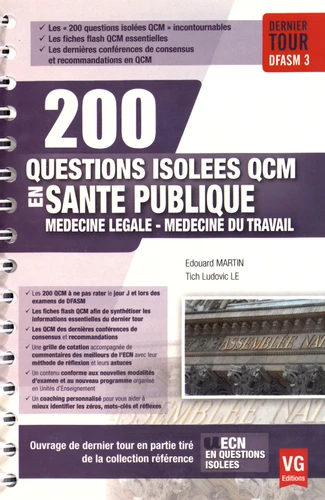 ✓ Les « 200 questions isolées QCM » incontournables
✓ Les fiches flash QCM essentielles
✓ Les dernières conférences de consensus
et recommandations en QCM
DERNIER
TOUR
DFASM 3
200
QUESTIONS ISOLEES QCM
EN SANTE PUBLIQUE
MEDECINE LEGALE - MEDECINE DU TRAVAIL
Edouard MARTIN
Tich Ludovic LE
✓ Les 200 QCM à ne pas rater le jour J et lors des
examens de DFASM
✓ Les fiches flash QCM afin de synthétiser les
informations essentielles du dernier tour
✓ Les QCM des dernières conférences de
consensus et recommandations
✓ Une grille de cotation accompagnée de
commentaires des meilleurs de l'ECN avec leur
méthode de réflexion et leurs astuces
✓ Un contenu conforme aux nouvelles modalités
d'examen et au nouveau programme organisé
en Unités d'Enseignement
✓ Un coaching personnalisé pour vous aider à
mieux identifier les zéros, mots-clés et réflexes
ASSEMBLEE NA
Ouvrage de dernier tour en partie tiré
de la collection référence
ECN
EN QUESTIONS
ISOLEES
VG
Editions